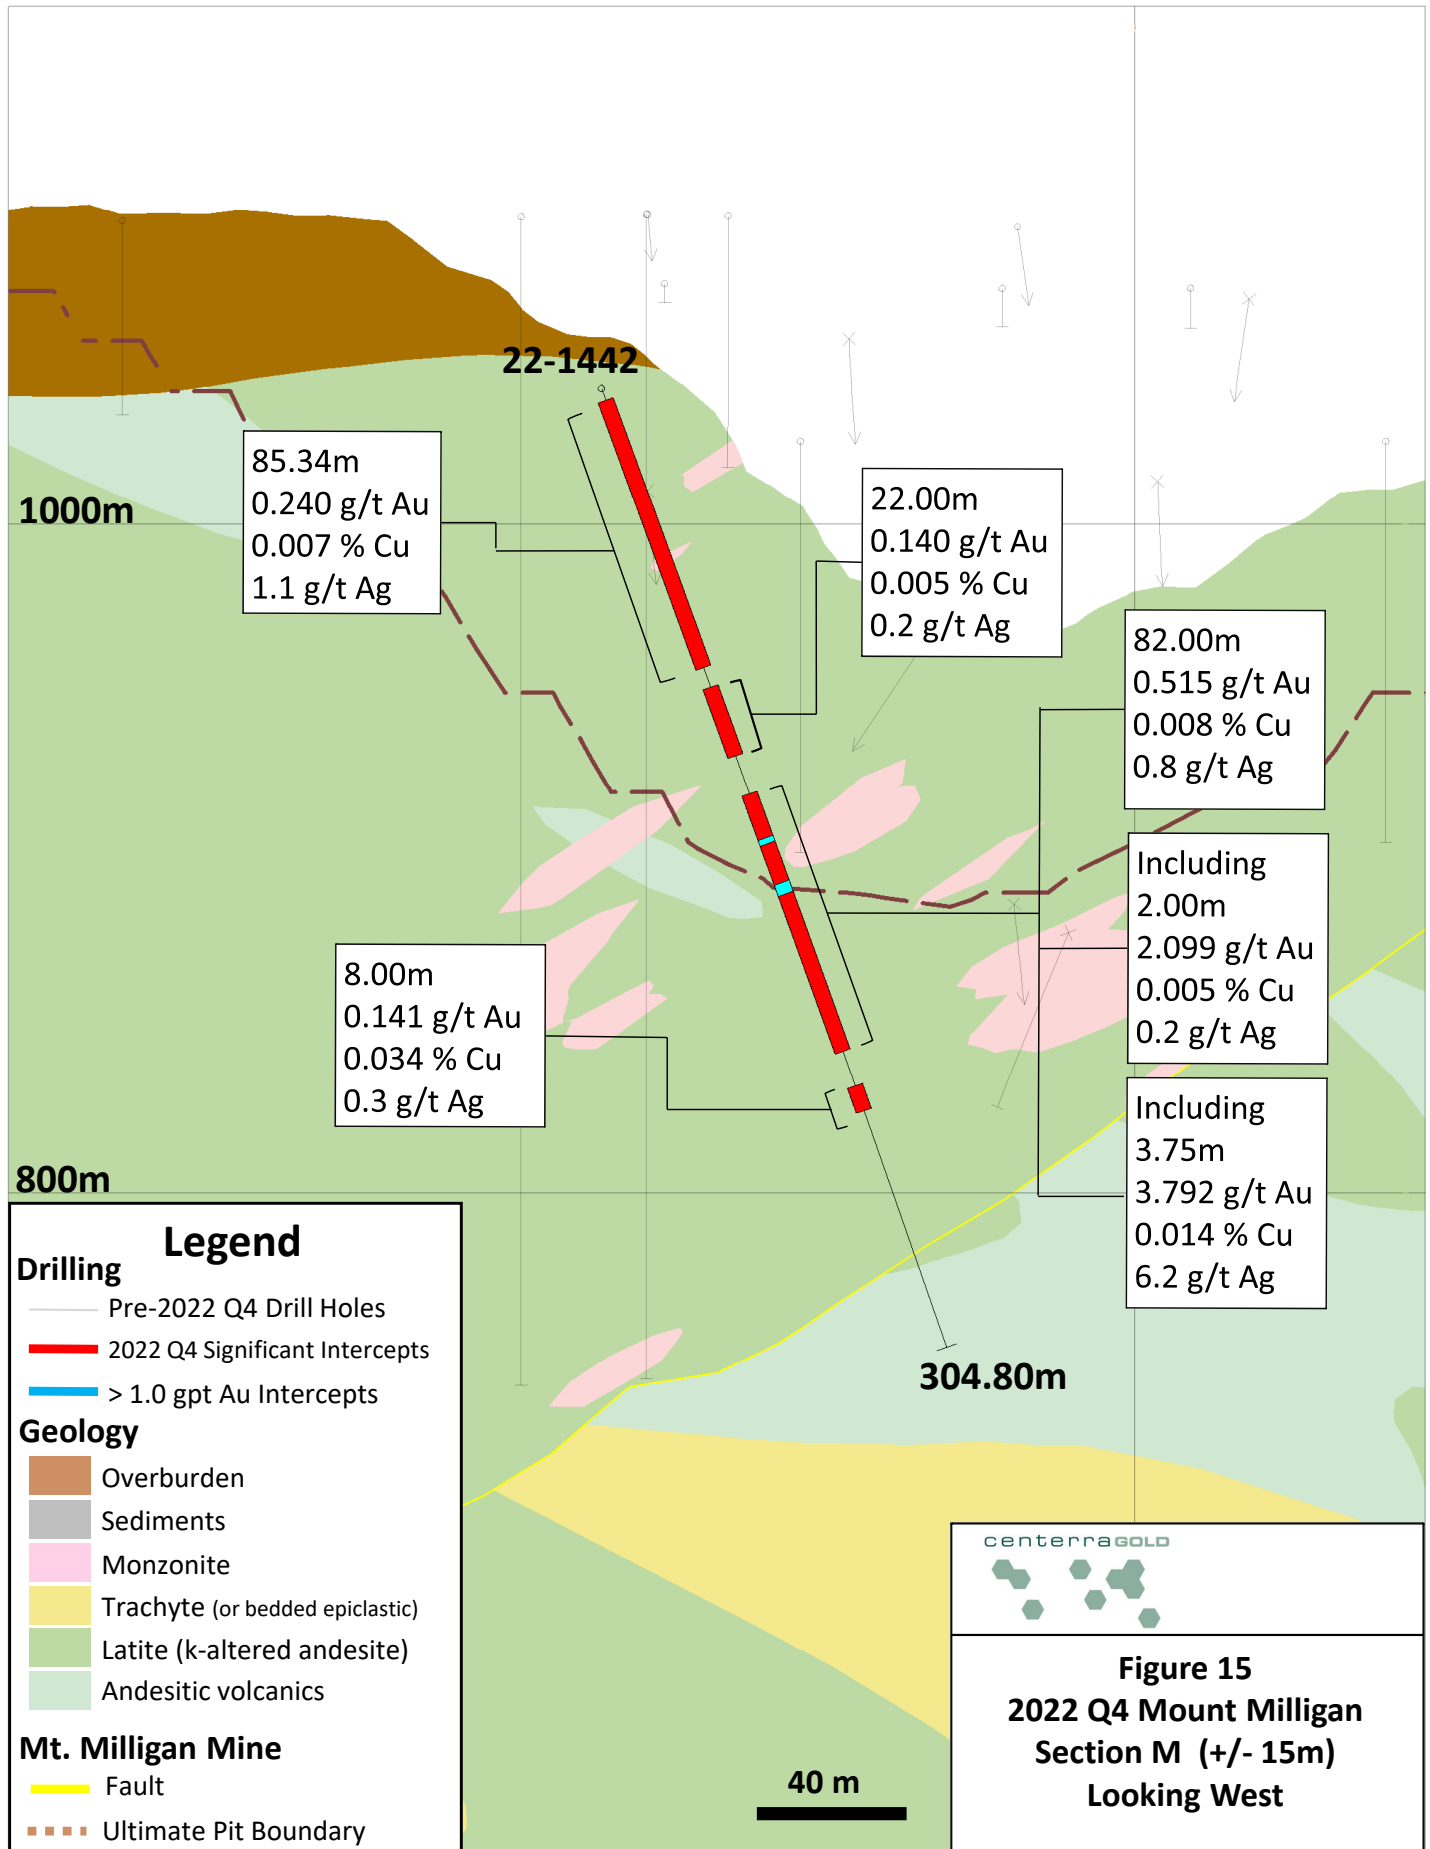 22-1442
85.34m
0.240 g/t Au
0.007 % Cu
1.1 g/t Ag
22.00m
0.140 g/t Au
0.005 % Cu
0.2 g/t Ag
1000m
82.00m
0.515 g/t Au
0.008 % Cu
0.8 g/t Ag
Including
2.00m
2.099 g/t Au
0.005 % Cu
0.2 g/t Ag
8.00m
0.141 g/t Au
0.034 % Cu
0.3 g/t Ag
Including
3.75m
3.792 g/t Au
0.014 % Cu
6.2 g/t Ag
800m
304.80m
Legend
Drilling
Pre-2022 Q4 Drill Holes
2022 Q4 Significant Intercepts
> 1.0 gpt Au Intercepts
Geology
Overburden
Sediments
Monzonite
Trachyte (or bedded epiclastic)
Latite (k-altered andesite)
Andesitic volcanics
Mt. Milligan Mine
Fault
Ultimate Pit Boundary
40 m
centerraGOLD
Figure 15
2022 Q4 Mount Milligan
Section M (+/- 15m)
Looking West